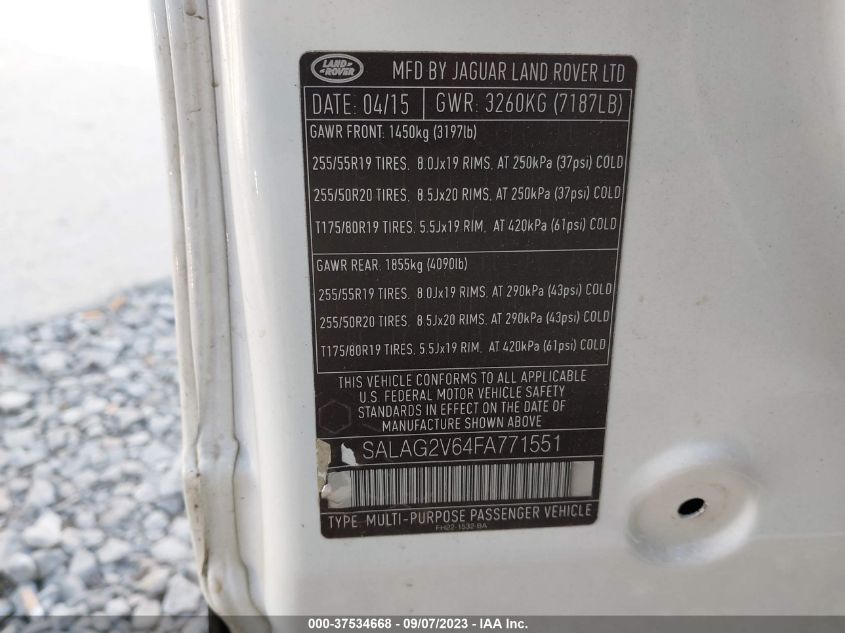 LAND ROVER
MFD BY JAGUAR LAND ROVER LTD
DATE: 04/15 GWR: 3260KG (7187LB)
GAWR FRONT: 1450kg (3197lb)
255/55R19 TIRES, 8.0Jx19 RIMS, AT 250kPa (37psi) COLD
255/50R20 TIRES, 8.5Jx20 RIMS, AT 250kPa (37psi) COLD
T175/80R19 TIRES, 5.5Jx19 RIM, AT 420kPa (61psi) COLD
GAWR REAR: 1855kg (4090lb)
255/55R19 TIRES, 8.0Jx19 RIMS, AT 290kPa (43psi) COLD
255/50R20 TIRES, 8.5Jx20 RIMS, AT 290kPa (43psi) COLD
T175/80R19 TIRES, 5.5Jx19 RIM, AT 420kPa (61psi) COLD
THIS VEHICLE CONFORMS TO ALL APPLICABLE
U.S. FEDERAL MOTOR VEHICLE SAFETY
STANDARDS IN EFFECT ON THE DATE OF
MANUFACTURE SHOWN ABOVE
SALAG2V64FA771551
TYPE: MULTI-PURPOSE PASSENGER VEHICLE
FH22-1532-BA
000-37534668 - 09/07/2023 - IAA Inc.